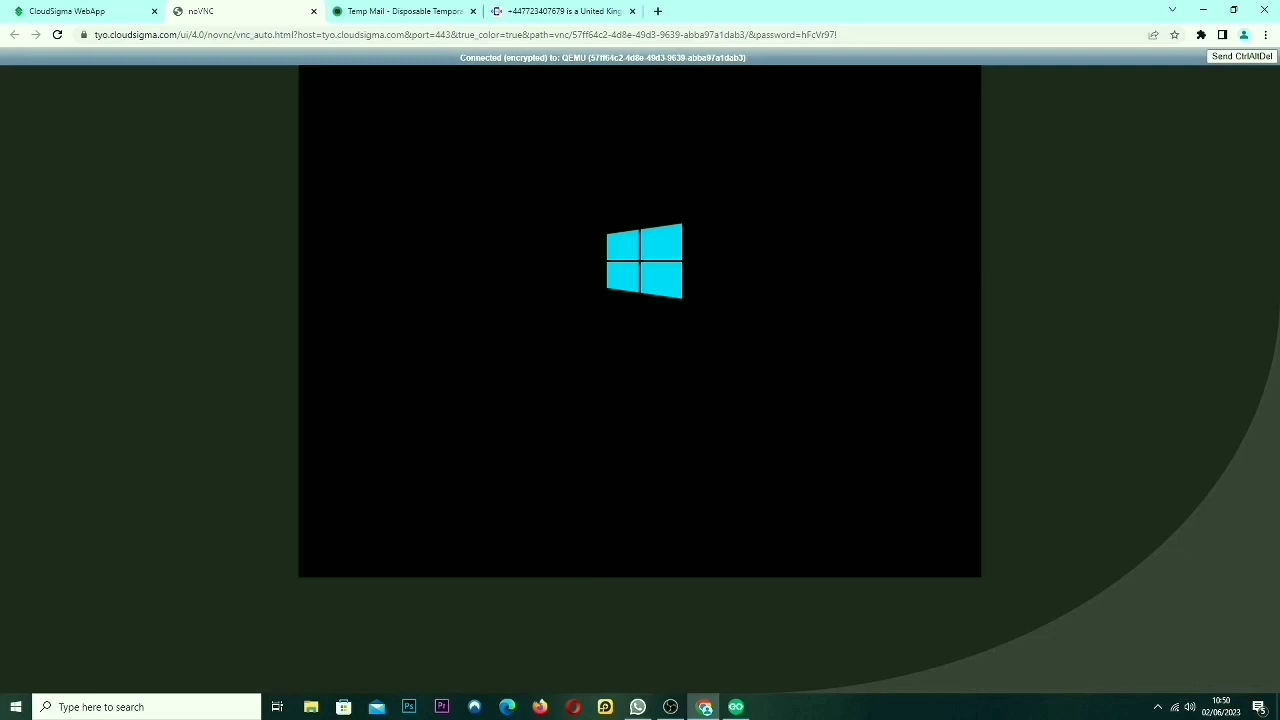 CloudSigma WebApp
noVNC
Temp Mail - Disposable Tempora
+447723407679 is a United King
tyo.cloudsigma.com/ui/4.0/novnc/vnc_auto.html?host=tyo.cloudsigma.com&port=443&true_color=true&path=vnc/57ff64c2-4d8e-49d3-9639-abba97a1dab3/&password=hFcVr97!
Connected (encrypted) to: QEMU (57ff64c2-4d8e-49d3-9639-abba97a1dab3)
Send CtrlAltDel
Type here to search
Ps
Pr
GO
10:50
02/06/2023